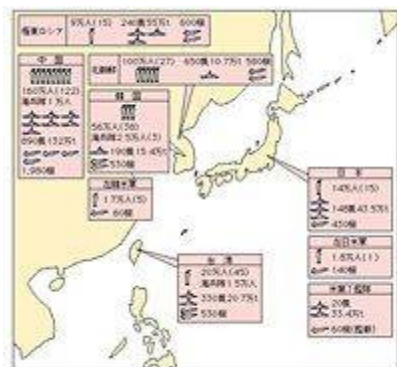 極東ロシア
9万人(15)
240隻55万t
600機
中国
160万人(122)
海兵隊1万人
890隻132万t
1,980機
北朝鮮
100万人(27)
650隻10.7万t
590機
韓国
56万人(50)
海兵隊2.5万人(3)
190隻15.4万t
530機
在韓米軍
1.7万人(5)
60機
日本
14万人(15)
148隻43.5万t
430機
在日米軍
1.8万人(1)
140機
米第7艦隊
20隻
33.4万t
60機(艦載)
台湾
20万人(45)
海兵隊1.5万人
330隻20.7万t
530機